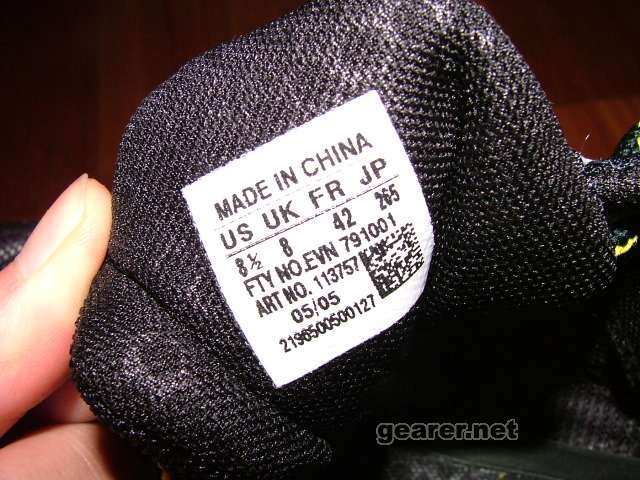 MADE IN CHINA
US UK FR JP
8½ 8 42 265
FTY NO.EVN 791001
ART NO. 113757
05/05
2196500500127
gearer.net